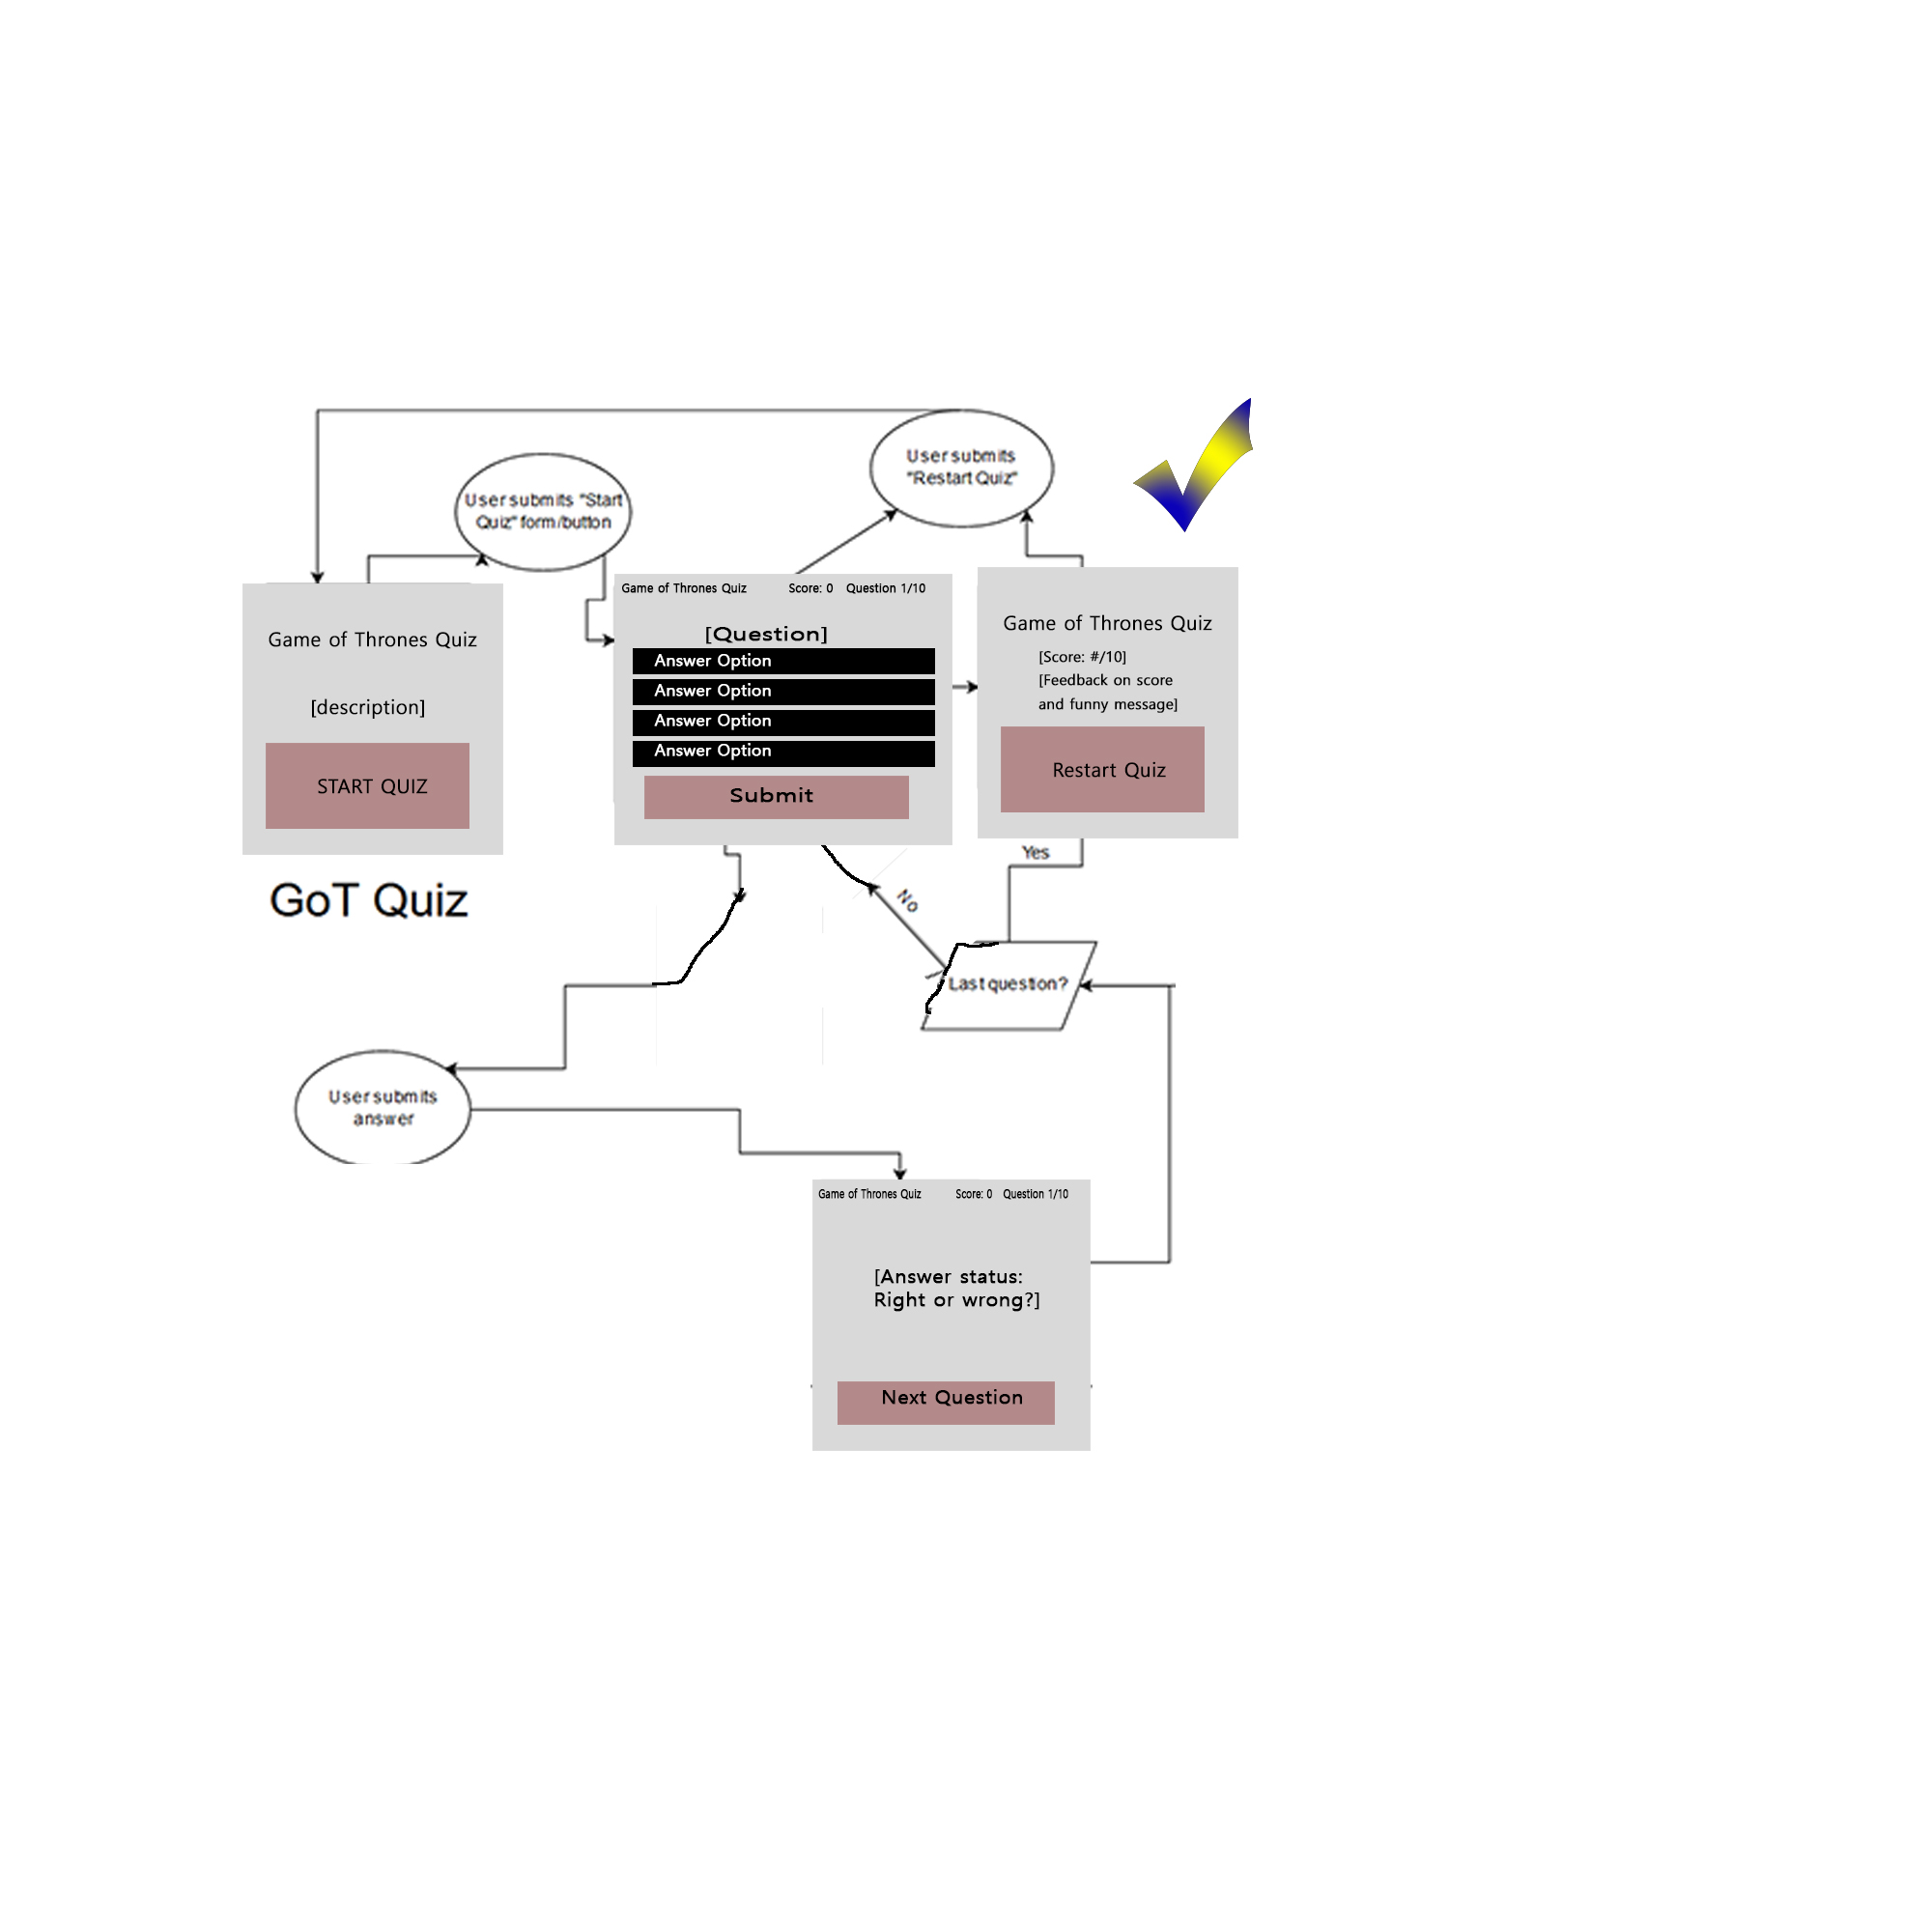 User submits
"Restart Quiz"
User submits "Start
Quiz" form/button
Game of Thrones Quiz
[description]
START QUIZ
GoT Quiz
Game of Thrones Quiz Score: 0 Question 1/10
[Question]
Answer Option
Answer Option
Answer Option
Answer Option
Submit
Game of Thrones Quiz
[Score: #/10]
[Feedback on score
and funny message]
Restart Quiz
Yes
No
Last question?
User submits
answer
Game of Thrones Quiz Score: 0 Question 1/10
[Answer status:
Right or wrong?]
Next Question